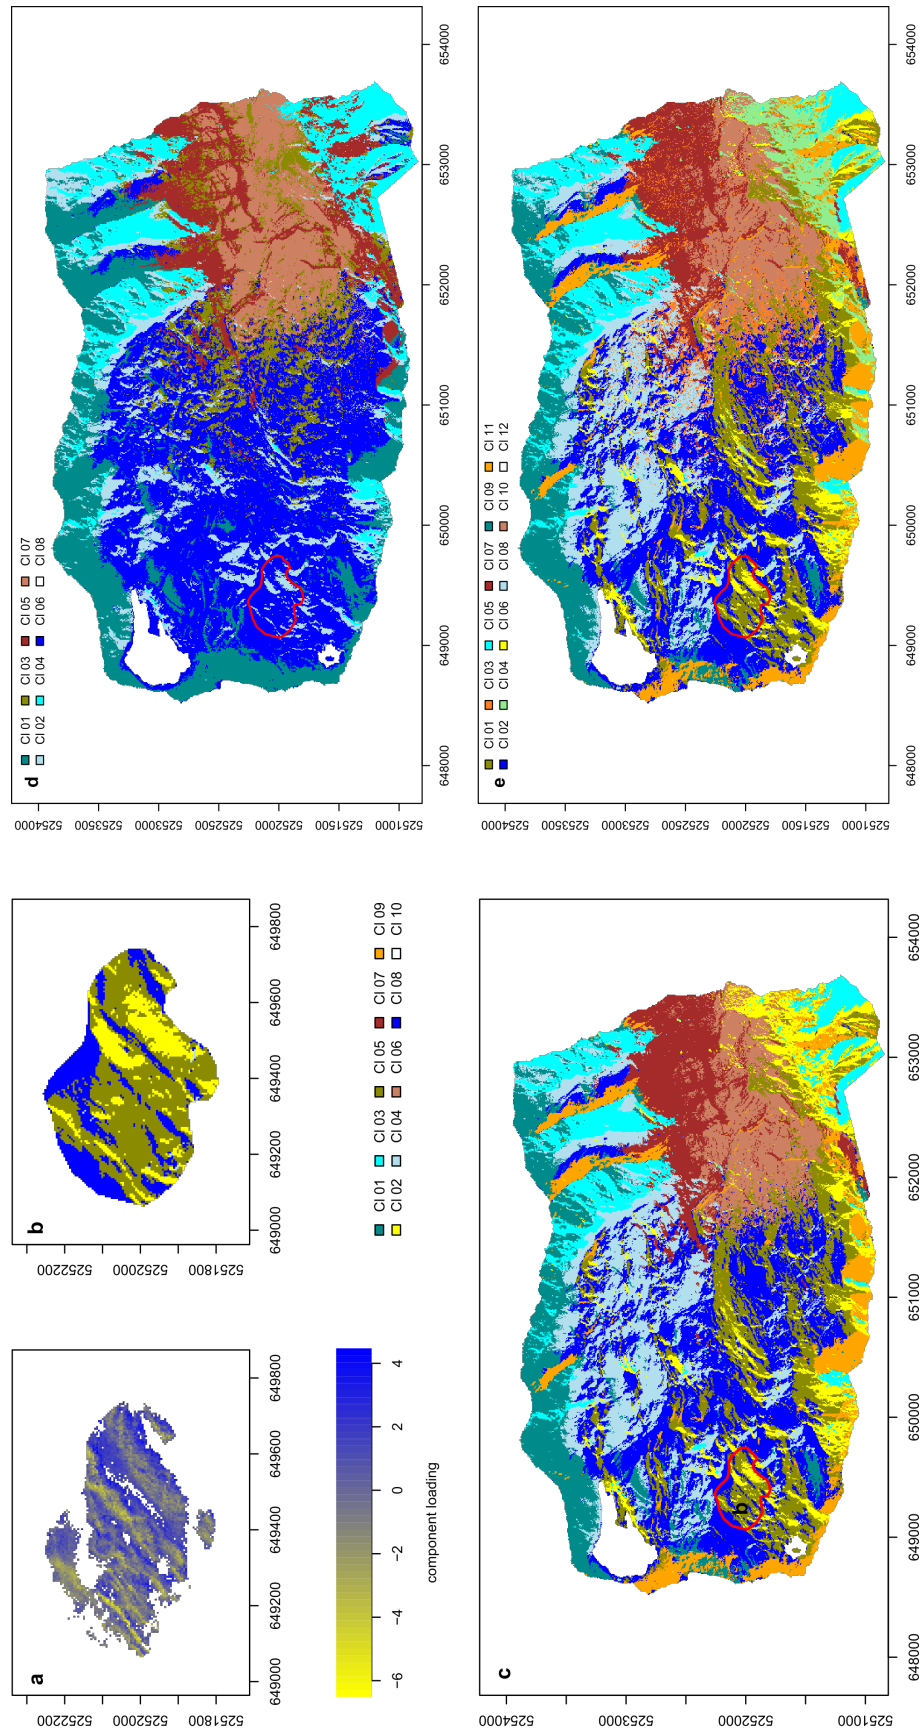 a
5252200
5252000
5251800
649000
649200
649400
649600
649800
−6
−4
−2
0
2
4
component loading
b
5252200
5252000
5251800
649000
649200
649400
649600
649800
Cl 01
Cl 03
Cl 05
Cl 07
Cl 09
Cl 02
Cl 04
Cl 06
Cl 08
Cl 10
d
Cl 01
Cl 03
Cl 05
Cl 07
Cl 02
Cl 04
Cl 06
Cl 08
5254000
5253500
5253000
5252500
5252000
5251500
5251000
648000
649000
650000
651000
652000
653000
654000
c
b
5254000
5253000
5252000
5251000
648000
649000
650000
651000
652000
653000
654000
e
Cl 01
Cl 03
Cl 05
Cl 07
Cl 09
Cl 11
Cl 02
Cl 04
Cl 06
Cl 08
Cl 10
Cl 12
5254000
5253500
5253000
5252500
5252000
5251500
5251000
648000
649000
650000
651000
652000
653000
654000